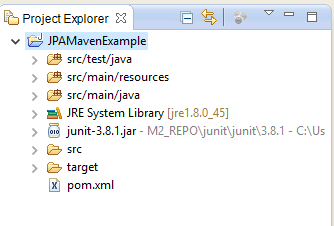 Project Explorer
JPAMavenExample
src/test/java
src/main/resources
src/main/java
JRE System Library [jre1.8.0_45]
junit-3.8.1.jar - M2_REPO\junit\junit\3.8.1 - C:\Us
src
target
pom.xml